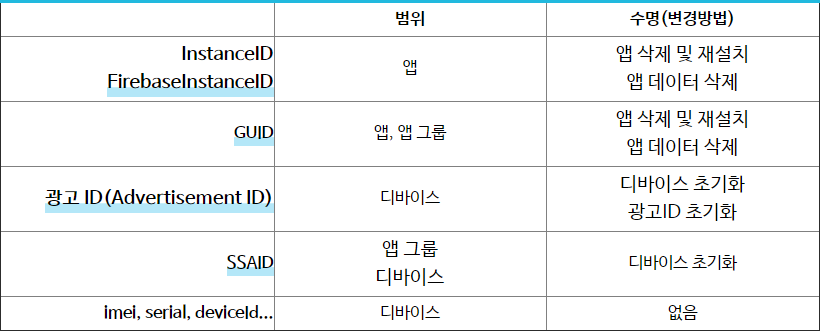 범위 수명(변경방법)
InstanceID
FirebaseInstanceID
앱
앱 삭제 및 재설치
앱 데이터 삭제
GUID
앱, 앱 그룹
앱 삭제 및 재설치
앱 데이터 삭제
광고 ID(Advertisement ID)
디바이스
디바이스 초기화
광고ID 초기화
SSAID
앱 그룹
디바이스
디바이스 초기화
imei, serial, deviceId... 디바이스 없음